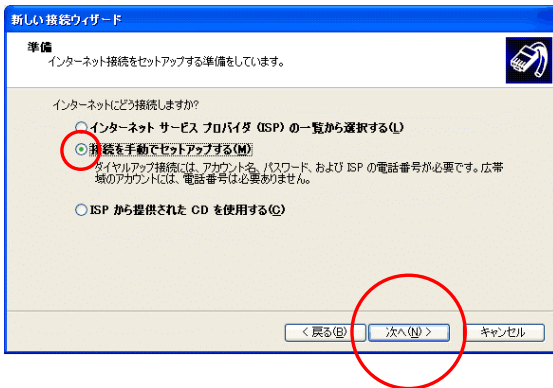 新しい接続ウィザード
準備
インターネット接続をセットアップする準備をしています。
インターネットにどう接続しますか?
インターネット サービス プロバイダ (ISP) の一覧から選択する(L)
接続を手動でセットアップする(M)
ダイヤルアップ接続には、アカウント名、パスワード、および ISP の電話番号が必要です。広帯
域のアカウントには、電話番号は必要ありません。
ISP から提供された CD を使用する(C)
< 戻る(B)
次へ(N) >
キャンセル